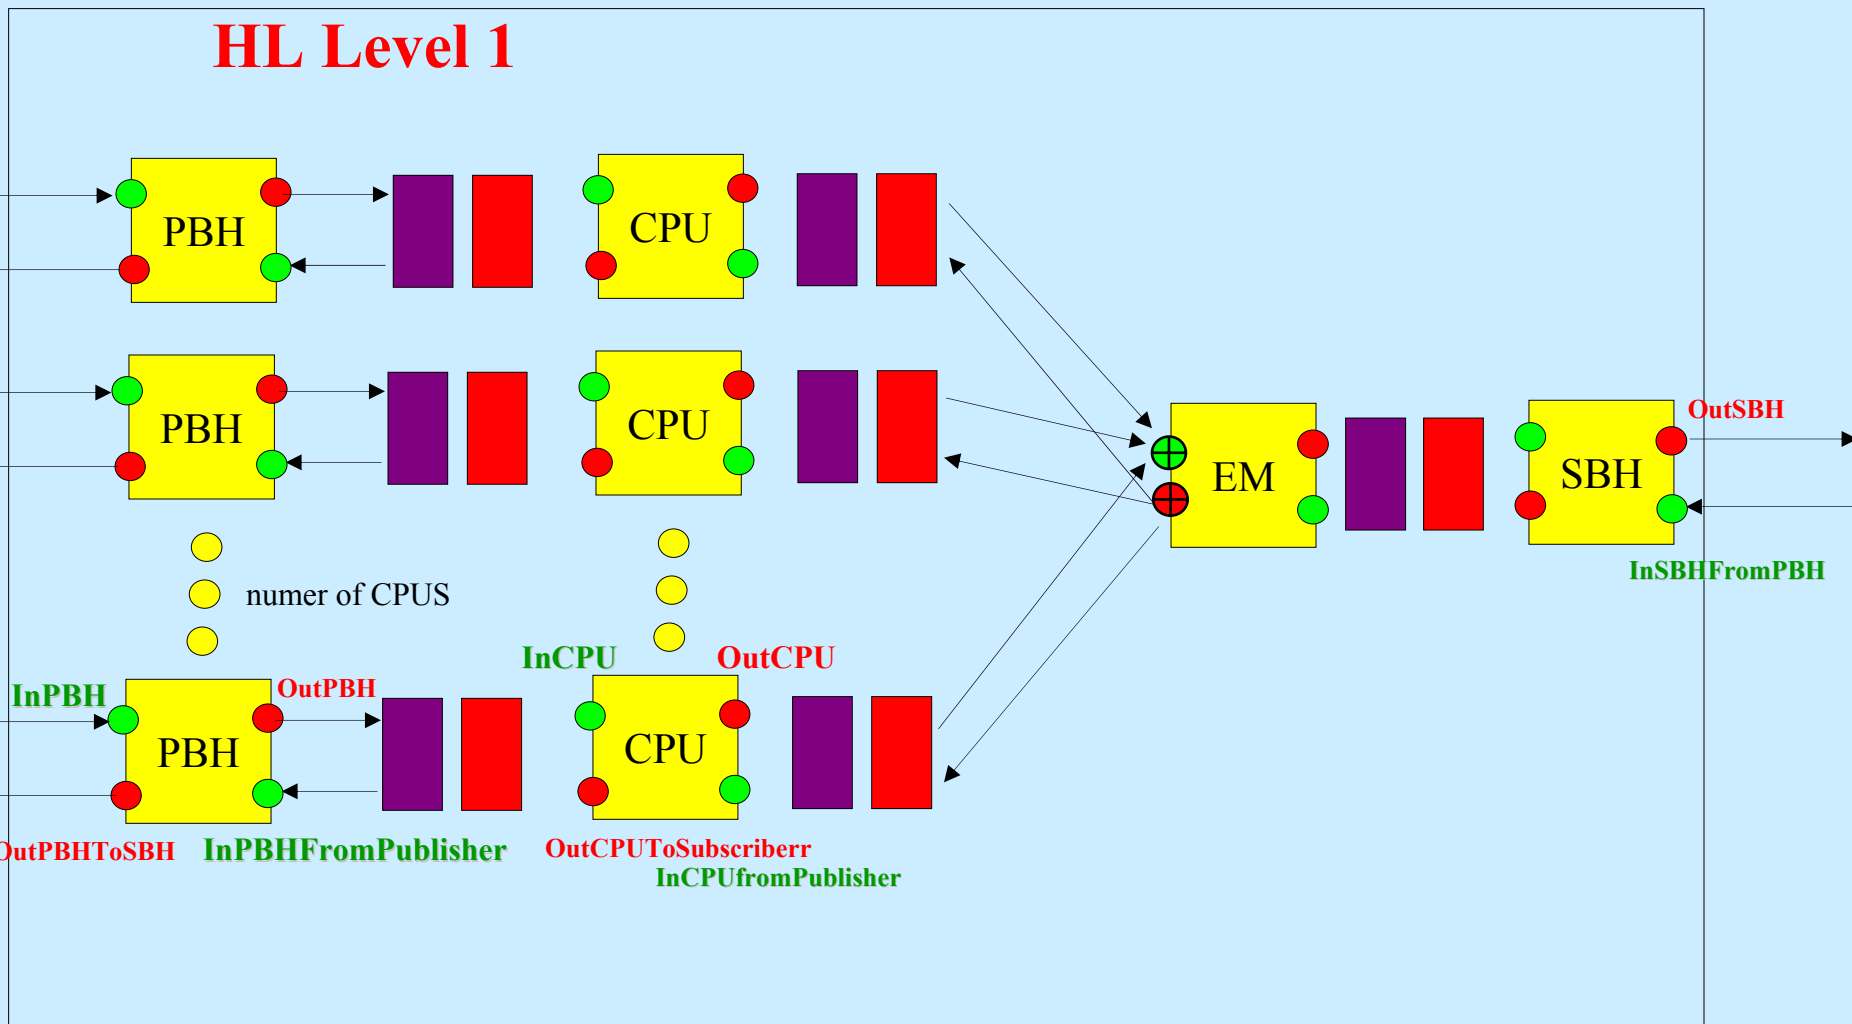 HL Level 1
PBH
CPU
PBH
CPU
EM
SBH
OutSBH
InSBHFromPBH
numer of CPUS
InCPU
OutCPU
InPBH
OutPBH
PBH
CPU
OutPBHToSBH
InPBHFromPublisher
OutCPUToSubscriberr
InCPUfromPublisher